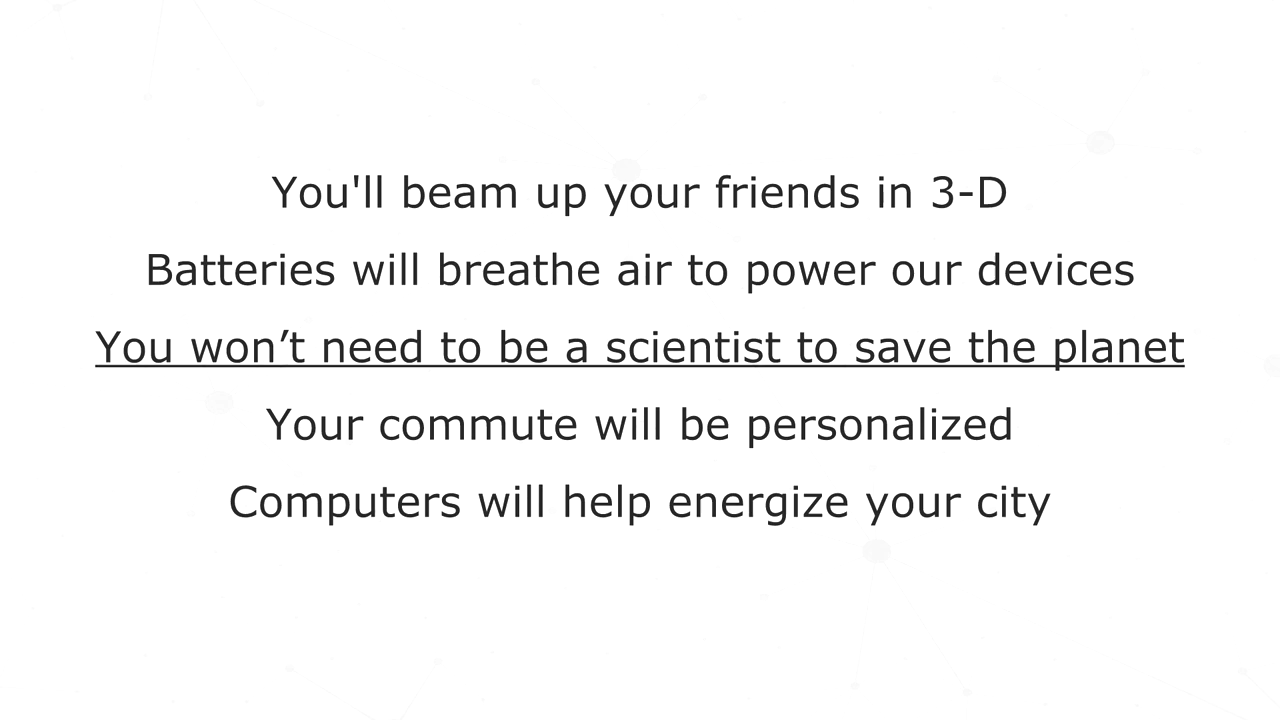 You'll beam up your friends in 3-D
Batteries will breathe air to power our devices
You won’t need to be a scientist to save the planet
Your commute will be personalized
Computers will help energize your city